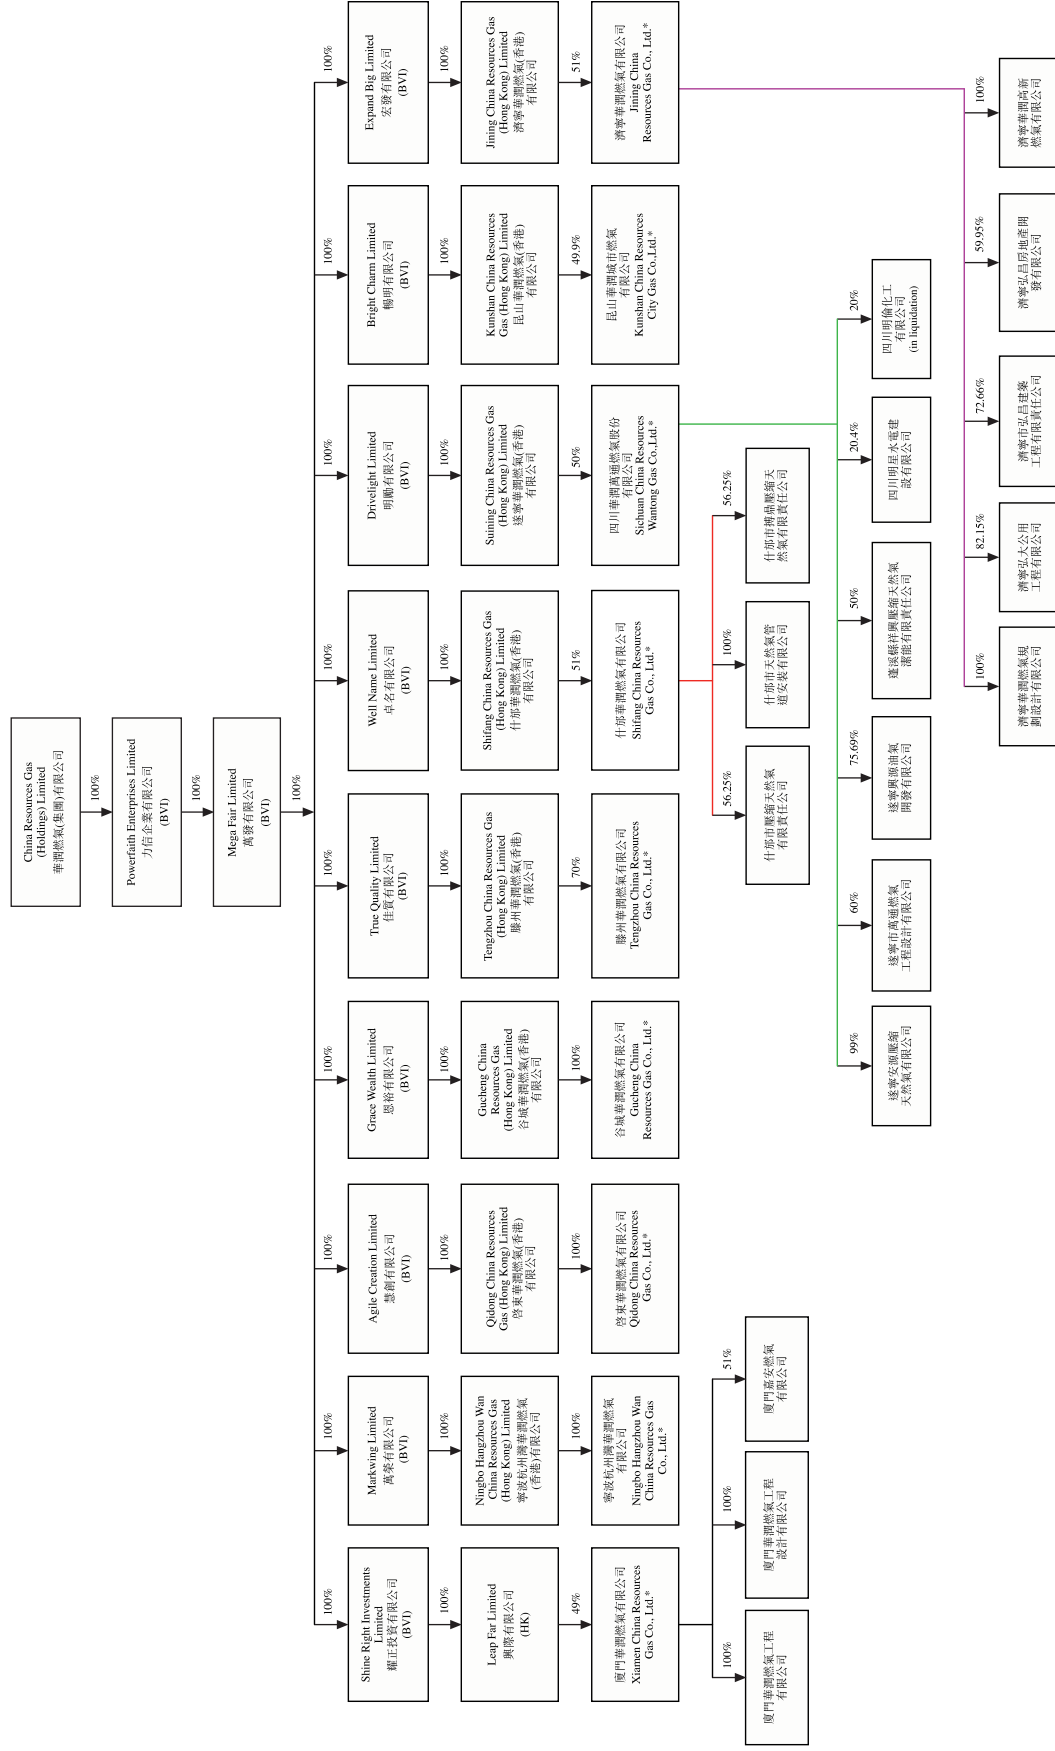 China Resources Gas
(Holdings) Limited
華潤燃氣(集團)有限公司
100%
Powerfaith Enterprises Limited
力信企業有限公司
(BVI)
100%
Mega Fair Limited
萬發有限公司
(BVI)
100%
100%
100%
100%
100%
100%
100%
100%
100%
100%
Shine Right Investments
Limited
耀正投資有限公司
(BVI)
Markwing Limited
萬榮有限公司
(BVI)
Agile Creation Limited
慧創有限公司
(BVI)
Grace Wealth Limited
恩裕有限公司
(BVI)
True Quality Limited
佳質有限公司
(BVI)
Well Name Limited
卓名有限公司
(BVI)
Drivelight Limited
明勵有限公司
(BVI)
Bright Charm Limited
暢明有限公司
(BVI)
Expand Big Limited
宏發有限公司
(BVI)
100%
100%
100%
100%
100%
100%
100%
100%
100%
Leap Far Limited
興際有限公司
(HK)
Ningbo Hangzhou Wan
China Resources Gas
(Hong Kong) Limited
寧波杭州灣華潤燃氣
(香港)有限公司
Qidong China Resources
Gas (Hong Kong) Limited
啓東華潤燃氣(香港)
有限公司
Gucheng China
Resources Gas
(Hong Kong) Limited
谷城華潤燃氣(香港)
有限公司
Tengzhou China Resources Gas
(Hong Kong) Limited
滕州華潤燃氣(香港)
有限公司
Shifang China Resources Gas
(Hong Kong) Limited
什邡華潤燃氣(香港)
有限公司
Suining China Resources Gas
(Hong Kong) Limited
遂寧華潤燃氣(香港)
有限公司
Kunshan China Resources
Gas (Hong Kong) Limited
昆山華潤燃氣(香港)
有限公司
Jining China Resources Gas
(Hong Kong) Limited
濟寧華潤燃氣(香港)
有限公司
49%
100%
100%
100%
70%
51%
50%
49.9%
51%
廈門華潤燃氣有限公司
Xiamen China Resources
Gas Co., Ltd.*
寧波杭州灣華潤燃氣
有限公司
Ningbo Hangzhou Wan
China Resources Gas
Co., Ltd.*
啓東華潤燃氣有限公司
Qidong China Resources
Gas Co., Ltd.*
谷城華潤燃氣有限公司
Gucheng China
Resources Gas Co., Ltd.*
滕州華潤燃氣有限公司
Tengzhou China Resources
Gas Co., Ltd.*
什邡華潤燃氣有限公司
Shifang China Resources
Gas Co., Ltd.*
四川華潤萬通燃氣股份
有限公司
Sichuan China Resources
Wantong Gas Co.,Ltd.*
昆山華潤城市燃氣
有限公司
Kunshan China Resources
City Gas Co.,Ltd.*
濟寧華潤燃氣有限公司
Jining China
Resources Gas Co., Ltd.*
100%
100%
51%
56.25%
100%
56.25%
廈門華潤燃氣工程
有限公司
廈門華潤燃氣工程
設計有限公司
廈門嘉安燃氣
有限公司
什邡市壓縮天然氣
有限責任公司
什邡市天然氣管
道安裝有限公司
什邡市搏鼎壓縮天
然氣有限責任公司
99%
60%
75.69%
50%
20.4%
20%
遂寧安源壓縮
天然氣有限公司
遂寧市萬通燃氣
工程設計有限公司
遂寧興源油氣
開發有限公司
蓬溪縣祥興壓縮天然氣
潔能有限責任公司
四川明星水電建
設有限公司
四川明倫化工
有限公司
(in liquidation)
100%
82.15%
72.66%
59.95%
100%
濟寧華潤燃氣規
劃設計有限公司
濟寧弘大公用
工程有限公司
濟寧市弘昌建築
工程有限責任公司
濟寧弘昌房地產開
發有限公司
濟寧華潤高新
燃氣有限公司